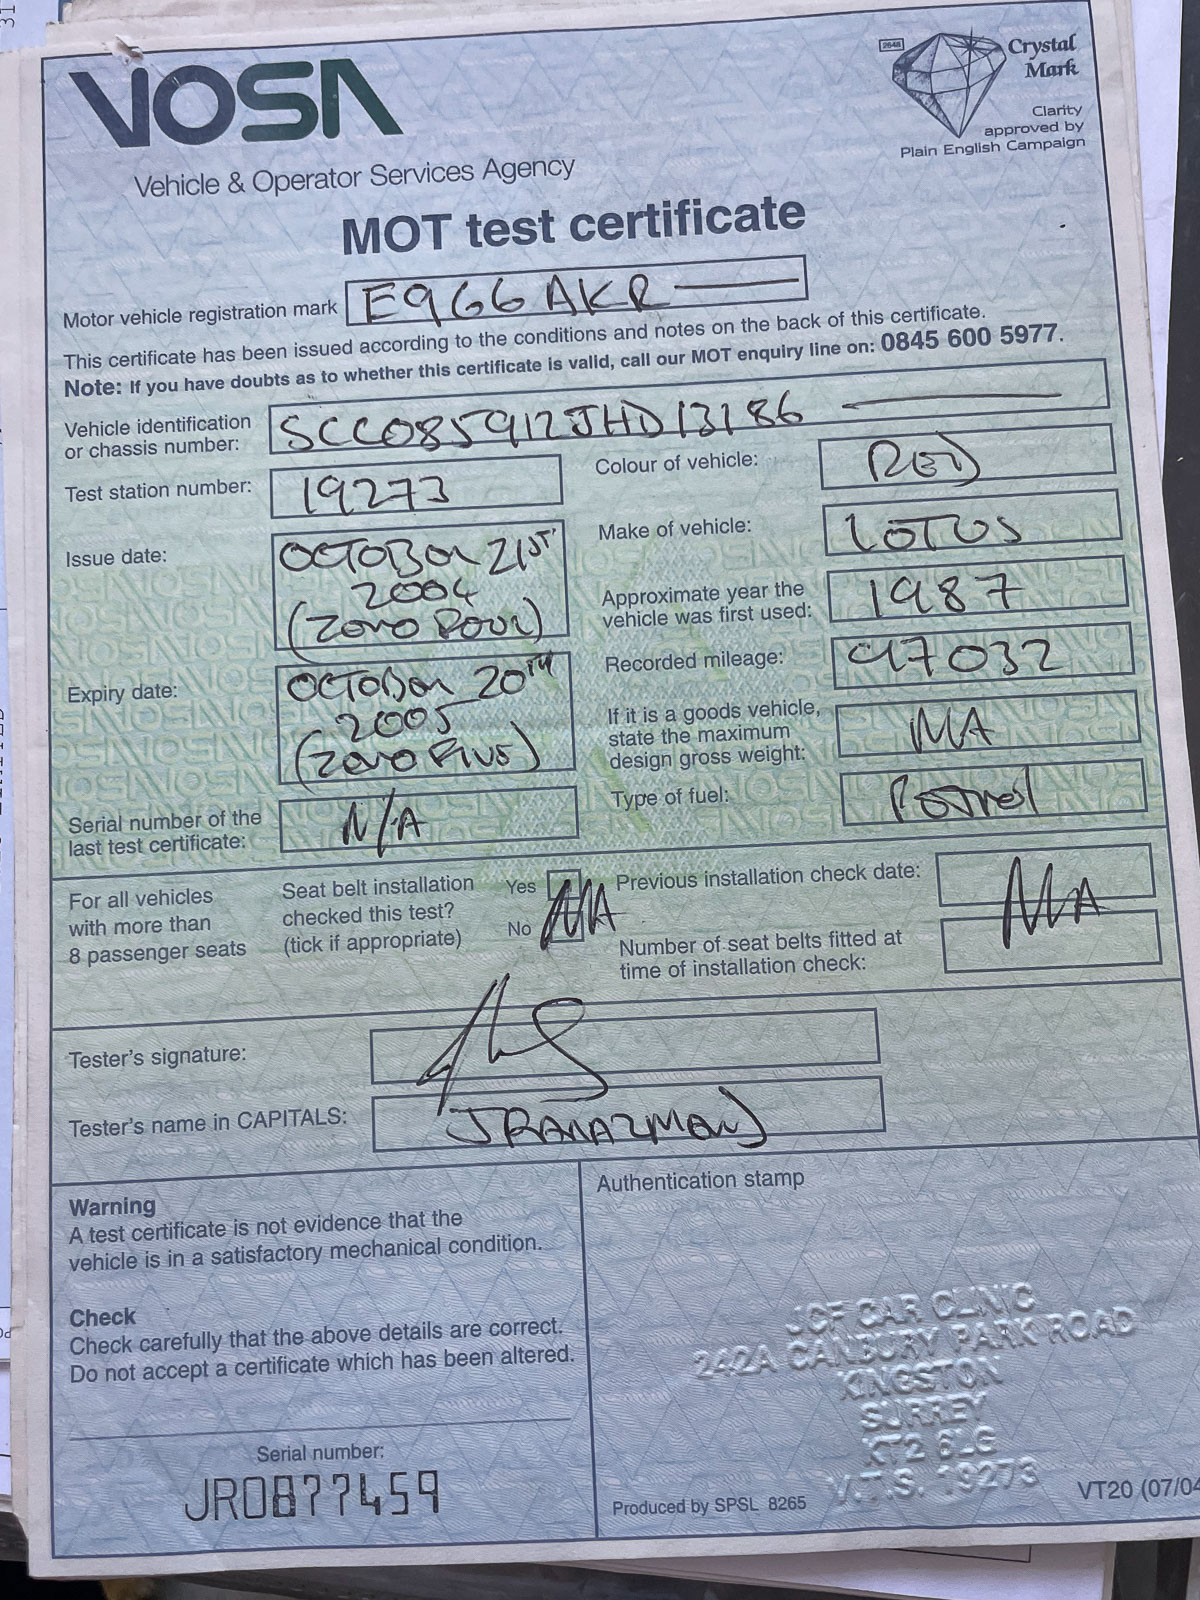 VOSA
Vehicle & Operator Services Agency
2648
Crystal
Mark
Clarity
approved by
Plain English Campaign
MOT test certificate
Motor vehicle registration mark E966 AKR
This certificate has been issued according to the conditions and notes on the back of this certificate.
Note: If you have doubts as to whether this certificate is valid, call our MOT enquiry line on: 0845 600 5977.
Vehicle identification
or chassis number: SCC085912JHD13186
Test station number: 19273
Colour of vehicle: RED
Issue date: OCTOBER 21ST
2004
(ZERO FOUR)
Make of vehicle: LOTUS
Approximate year the
vehicle was first used: 1987
Expiry date: OCTOBER 20TH
2005
(ZERO FIVE)
Recorded mileage: 97032
If it is a goods vehicle,
state the maximum
design gross weight: N/A
Serial number of the
last test certificate: N/A
Type of fuel: Petrol
For all vehicles
with more than
8 passenger seats
Seat belt installation
checked this test?
(tick if appropriate)
Yes
No
N/A
Previous installation check date:
Number of seat belts fitted at
time of installation check:
N/A
Tester's signature:
Tester's name in CAPITALS:
Warning
A test certificate is not evidence that the
vehicle is in a satisfactory mechanical condition.
Check
Check carefully that the above details are correct.
Do not accept a certificate which has been altered.
Serial number:
JR0877459
Authentication stamp
JCF CAR CLINIC
242A CANBURY PARK ROAD
KINGSTON
SURREY
KT2 6LG
V.T.S. 19273
Produced by SPSL 8265
VT20 (07/04